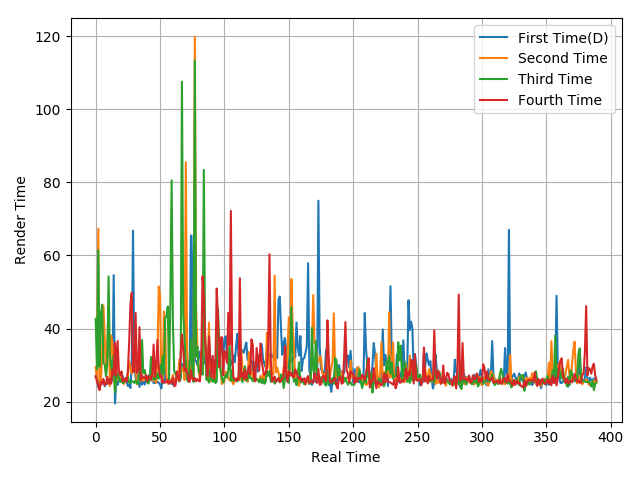 120
100
80
60
40
20
Render Time
0
50
100
150
200
250
300
350
400
Real Time
First Time(D)
Second Time
Third Time
Fourth Time